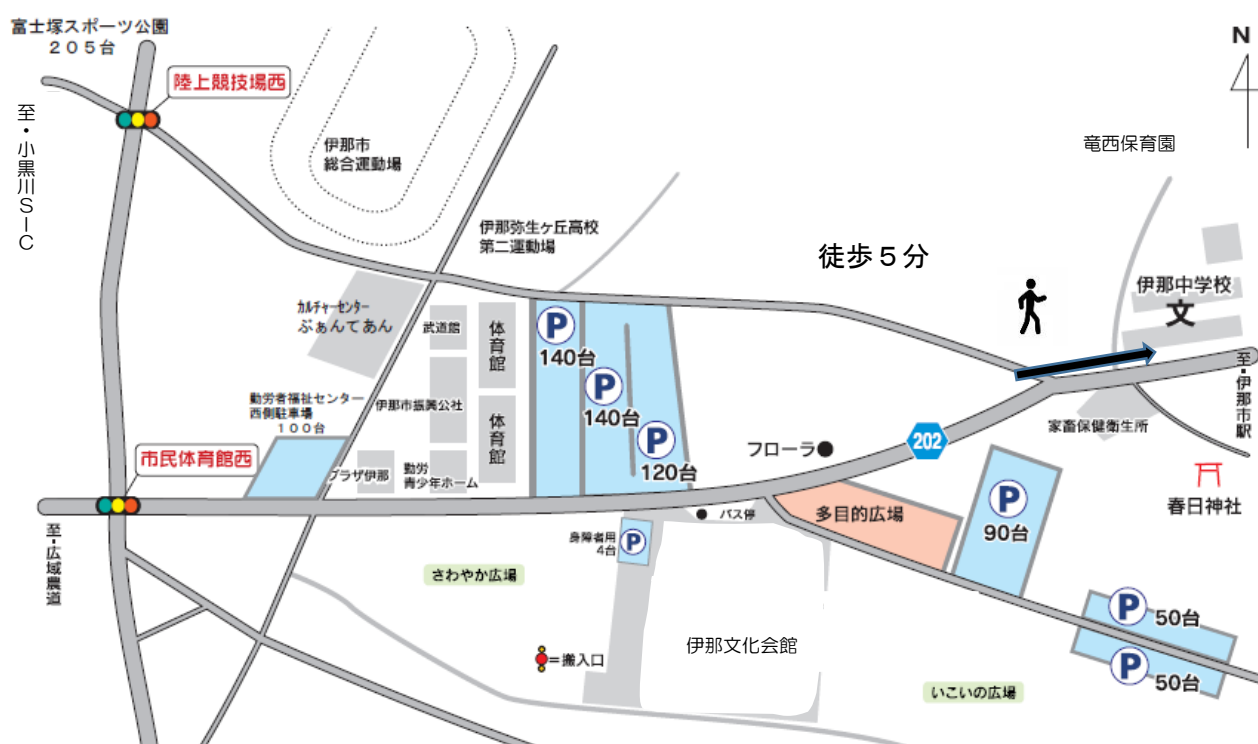 富士塚スポーツ公園
205台
陸上競技場西
至・小黒川SIC
N
伊那市
総合運動場
竜西保育園
伊那弥生ヶ丘高校
第二運動場
徒歩5分
伊那中学校
文
カルチャーセンター
ぶぁんてあん
武道館
体育館
P
140台
P
140台
P
120台
至・伊那市駅
勤労者福祉センター
西側駐車場
100台
伊那市振興公社
体育館
家畜保健衛生所
202
フローラ
市民体育館西
プラザ伊那
勤労
青少年ホーム
春日神社
P
90台
多目的広場
バス停
至・広域農道
身障者用
4台
P
さわやか広場
P
50台
伊那文化会館
=搬入口
P
50台
いこいの広場